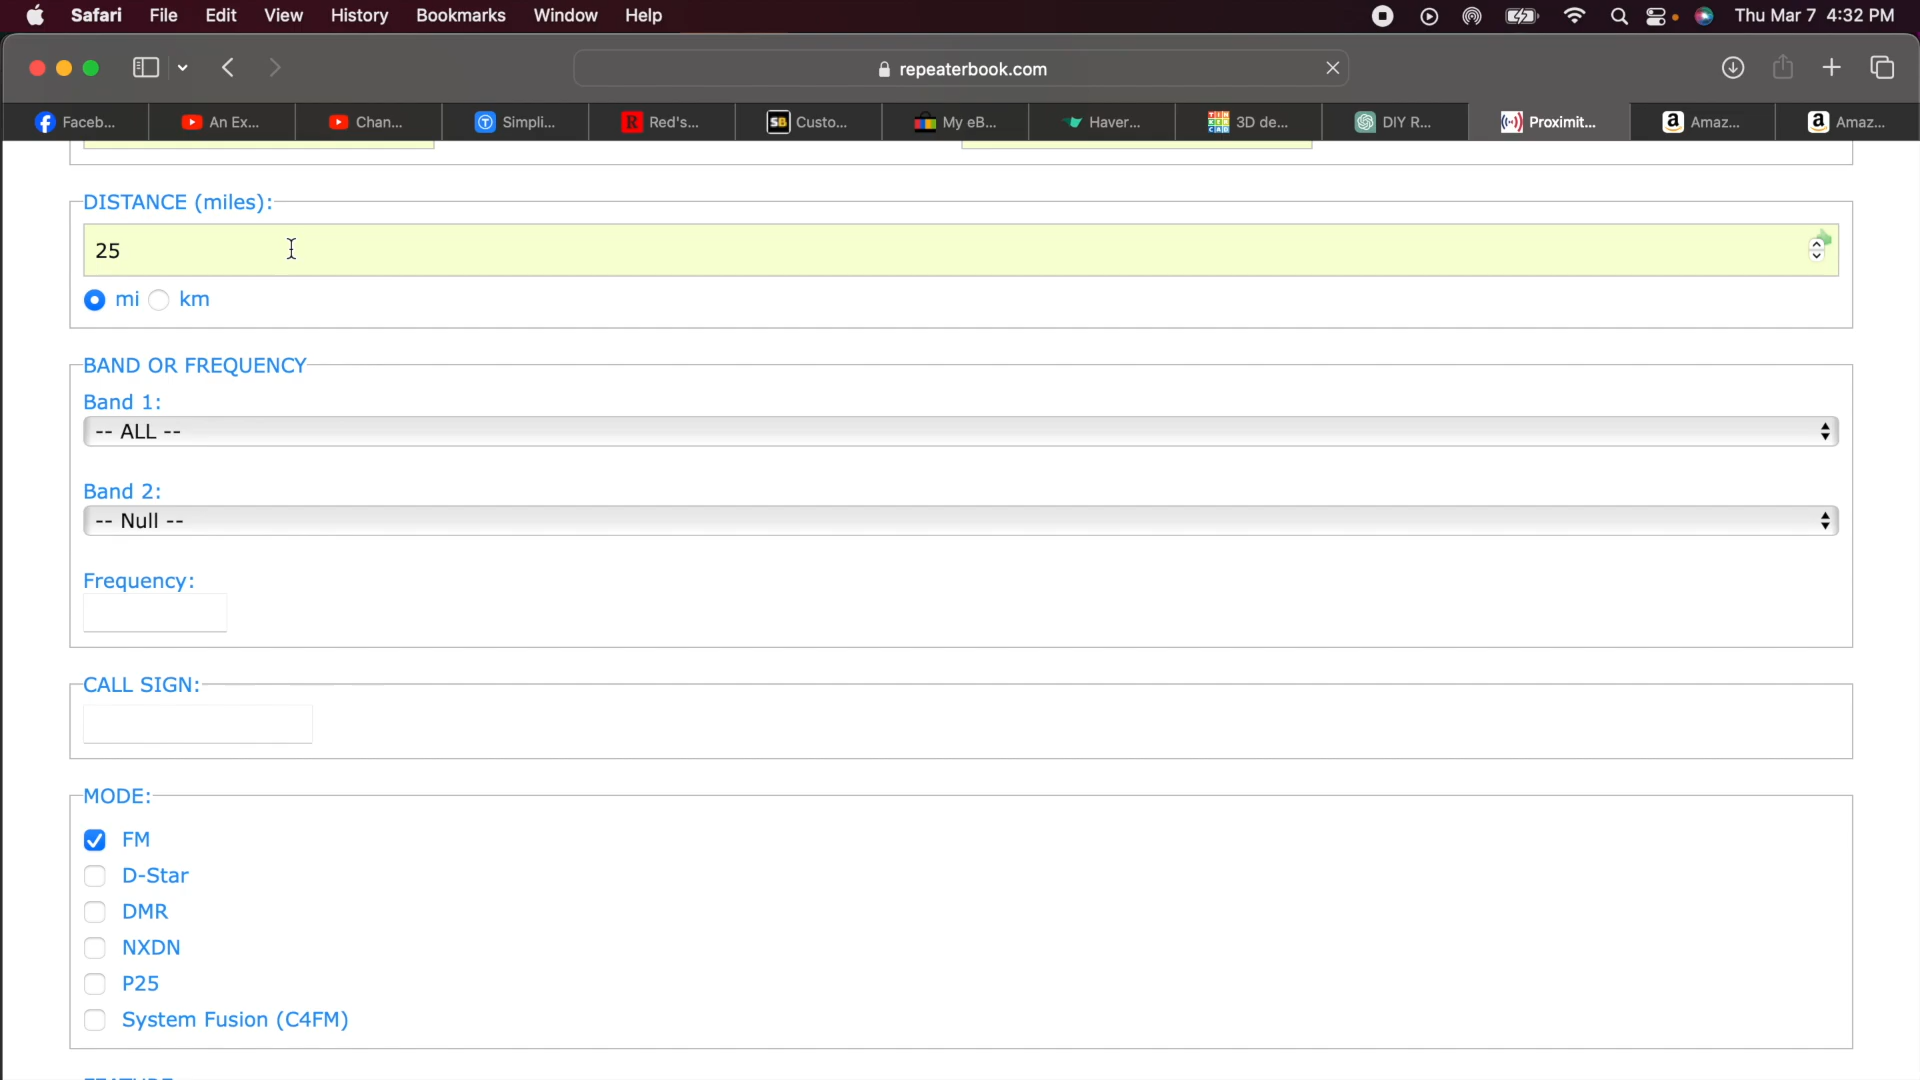 Safari File Edit View History Bookmarks Window Help Thu Mar 7 4:32 PM
repeaterbook.com
Faceb... An Ex... Chan... Simpli... R Red's... SB Custo... My eB... Haver... 3D de... DIY R... Proximit... a Amaz... a Amaz...
DISTANCE (miles):
25
mi km
BAND OR FREQUENCY
Band 1:
-- ALL --
Band 2:
-- Null --
Frequency:
CALL SIGN:
MODE:
FM
D-Star
DMR
NXDN
P25
System Fusion (C4FM)